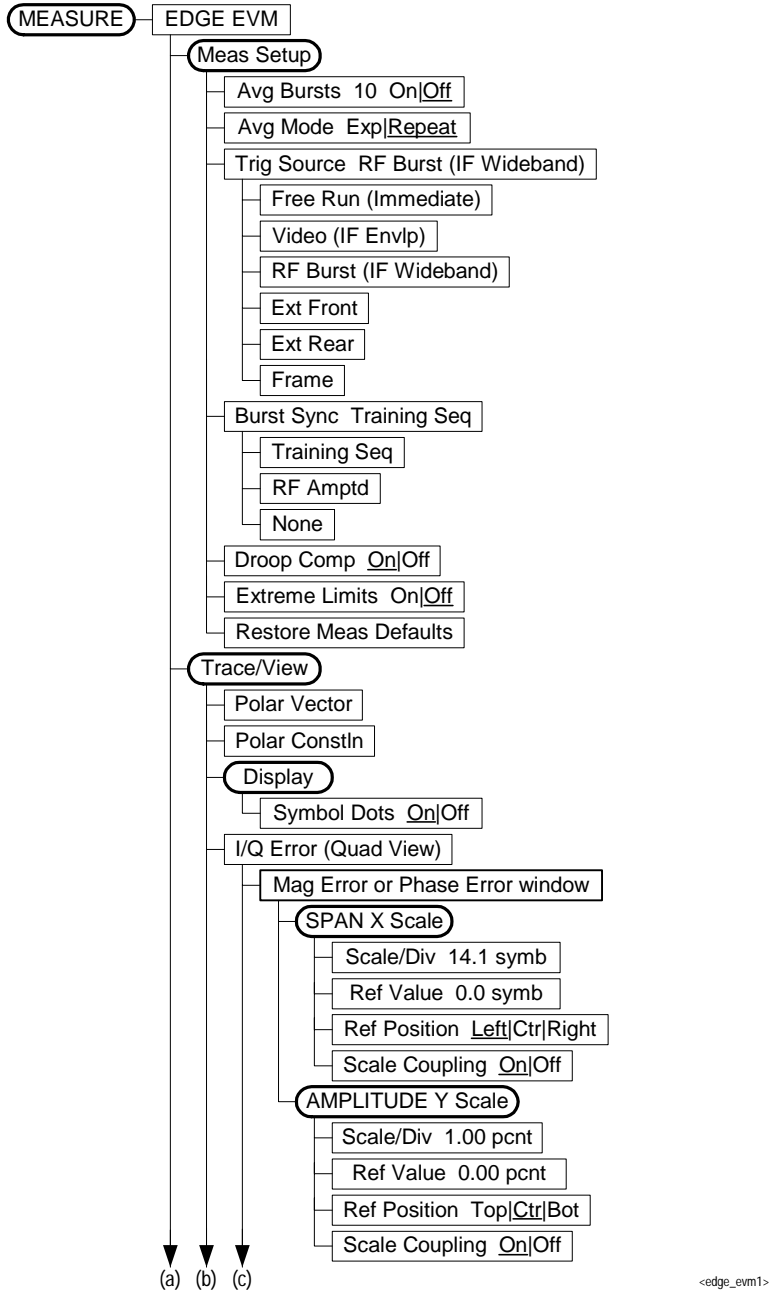 MEASURE EDGE EVM
Meas Setup
Avg Bursts 10 On|Off
Avg Mode Exp|Repeat
Trig Source RF Burst (IF Wideband)
Free Run (Immediate)
Video (IF Envlp)
RF Burst (IF Wideband)
Ext Front
Ext Rear
Frame
Burst Sync Training Seq
Training Seq
RF Amptd
None
Droop Comp On|Off
Extreme Limits On|Off
Restore Meas Defaults
Trace/View
Polar Vector
Polar Constln
Display
Symbol Dots On|Off
I/Q Error (Quad View)
Mag Error or Phase Error window
SPAN X Scale
Scale/Div 14.1 symb
Ref Value 0.0 symb
Ref Position Left|Ctr|Right
Scale Coupling On|Off
AMPLITUDE Y Scale
Scale/Div 1.00 pcnt
Ref Value 0.00 pcnt
Ref Position Top|Ctr|Bot
Scale Coupling On|Off
(a) (b) (c) <edge_evm1>